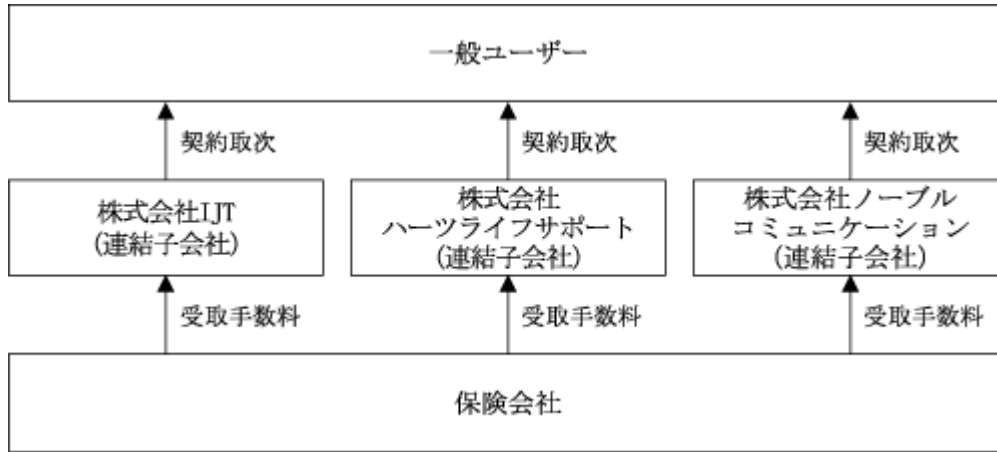 一般ユーザー
契約取次
契約取次
契約取次
株式会社IJT
(連結子会社)
株式会社
ハーツライフサポート
(連結子会社)
株式会社ノーブル
コミュニケーション
(連結子会社)
受取手数料
受取手数料
受取手数料
保険会社